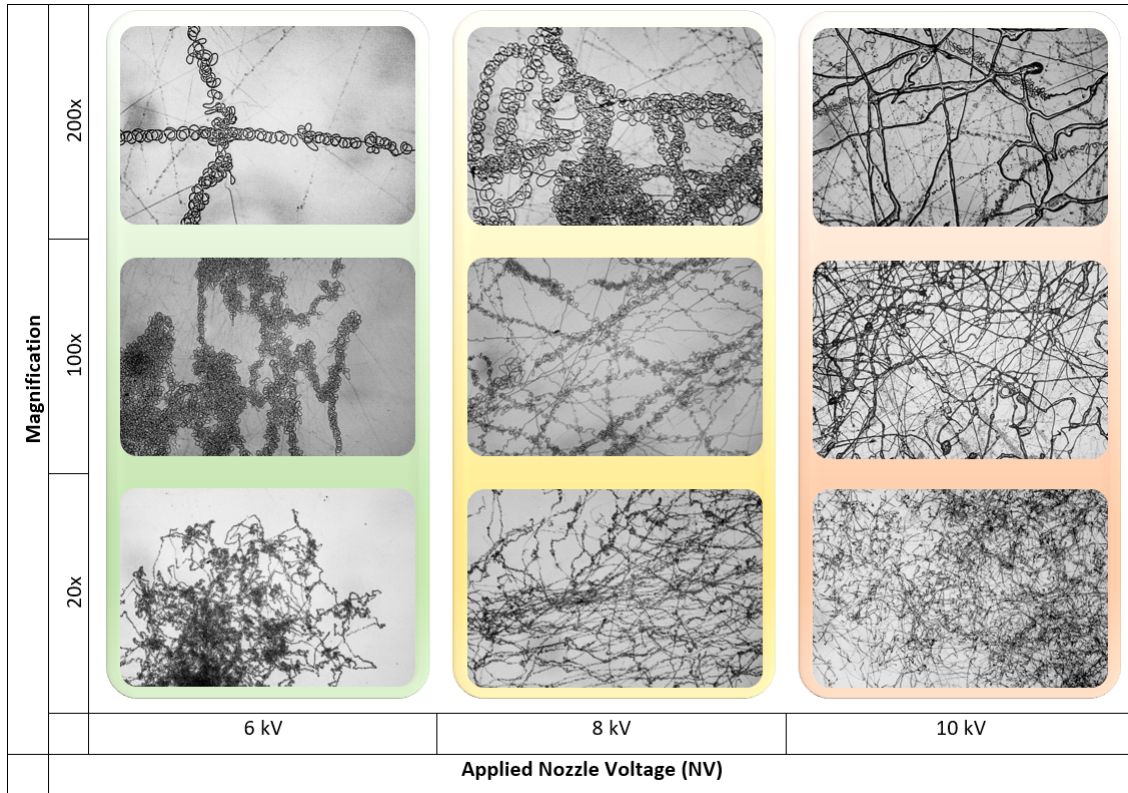 200x
100x
20x
Magnification
6 kV
8 kV
10 kV
Applied Nozzle Voltage (NV)